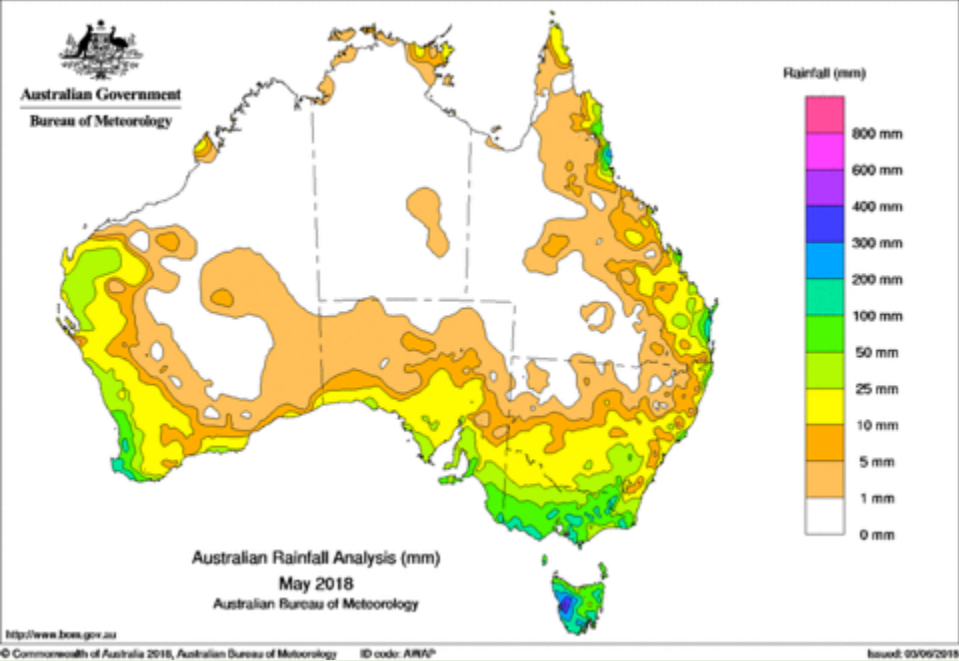 Australian Government
Bureau of Meteorology
Rainfall (mm)
800 mm
600 mm
400 mm
300 mm
200 mm
100 mm
50 mm
25 mm
10 mm
5 mm
1 mm
0 mm
Australian Rainfall Analysis (mm)
May 2018
Australian Bureau of Meteorology
http://www.bom.gov.au
© Commonwealth of Australia 2018, Australian Bureau of Meteorology ID code: AWAP Issued: 03/06/2018